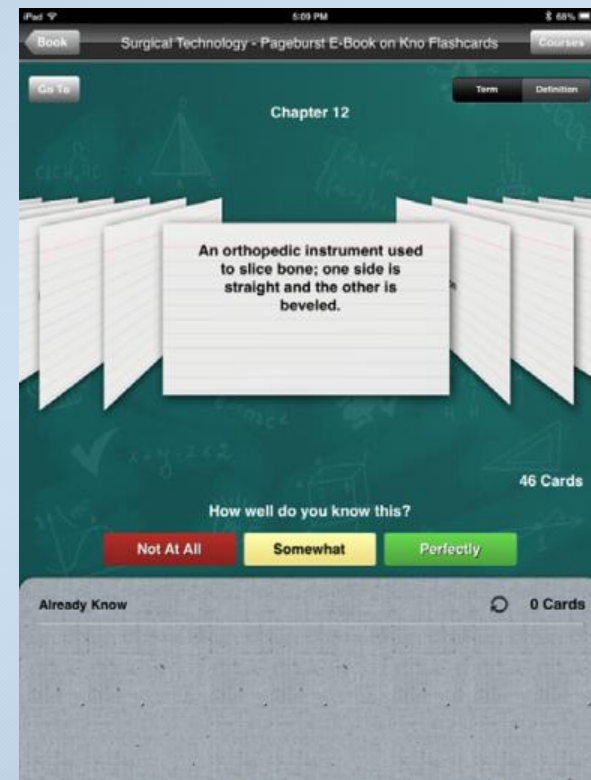 iPad 5:09 PM 68%
Book Surgical Technology - Pageburst E-Book on Kno Flashcards Courses
Go To Term Definition
Chapter 12
An orthopedic instrument used
to slice bone; one side is
straight and the other is
beveled.
46 Cards
How well do you know this?
Not At All Somewhat Perfectly
Already Know 0 Cards